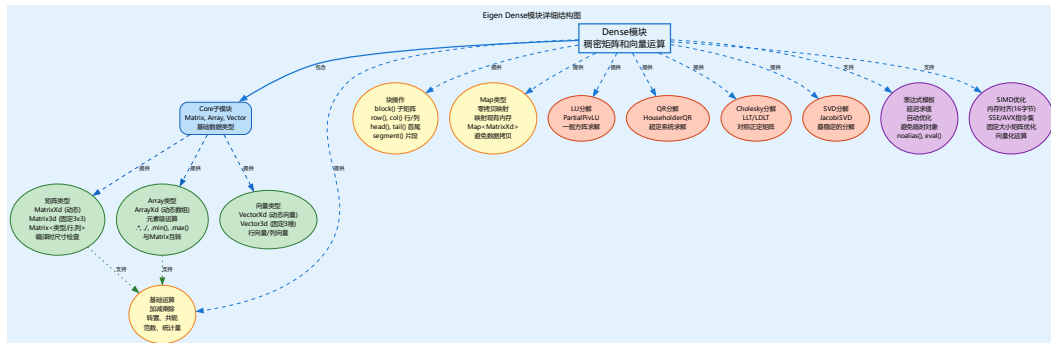 Eigen Dense模块详细结构图
Dense模块
稠密矩阵和向量运算
包含
提供
提供
提供
提供
提供
提供
提供
支持
支持
Core子模块
Matrix, Array, Vector
基础数据类型
块操作
block() 子矩阵
row(), col() 行/列
head(), tail() 首尾
segment() 片段
Map类型
零拷贝映射
映射现有内存
Map<MatrixXd>
避免数据拷贝
LU分解
PartialPivLU
一般方阵求解
QR分解
HouseholderQR
超定系统求解
Cholesky分解
LLT/LDLT
对称正定矩阵
SVD分解
JacobiSVD
最稳定的分解
表达式模板
延迟求值
自动优化
避免临时对象
noalias(), eval()
SIMD优化
内存对齐(16字节)
SSE/AVX指令集
固定大小矩阵优化
向量化运算
提供
提供
提供
矩阵类型
MatrixXd (动态)
Matrix3d (固定3x3)
Matrix<类型,行,列>
编译时尺寸检查
Array类型
ArrayXd (动态数组)
元素级运算
.*, ./, .min(), .max()
与Matrix互转
向量类型
VectorXd (动态向量)
Vector3d (固定3维)
行向量/列向量
支持
支持
基础运算
加减乘除
转置、共轭
范数、统计量